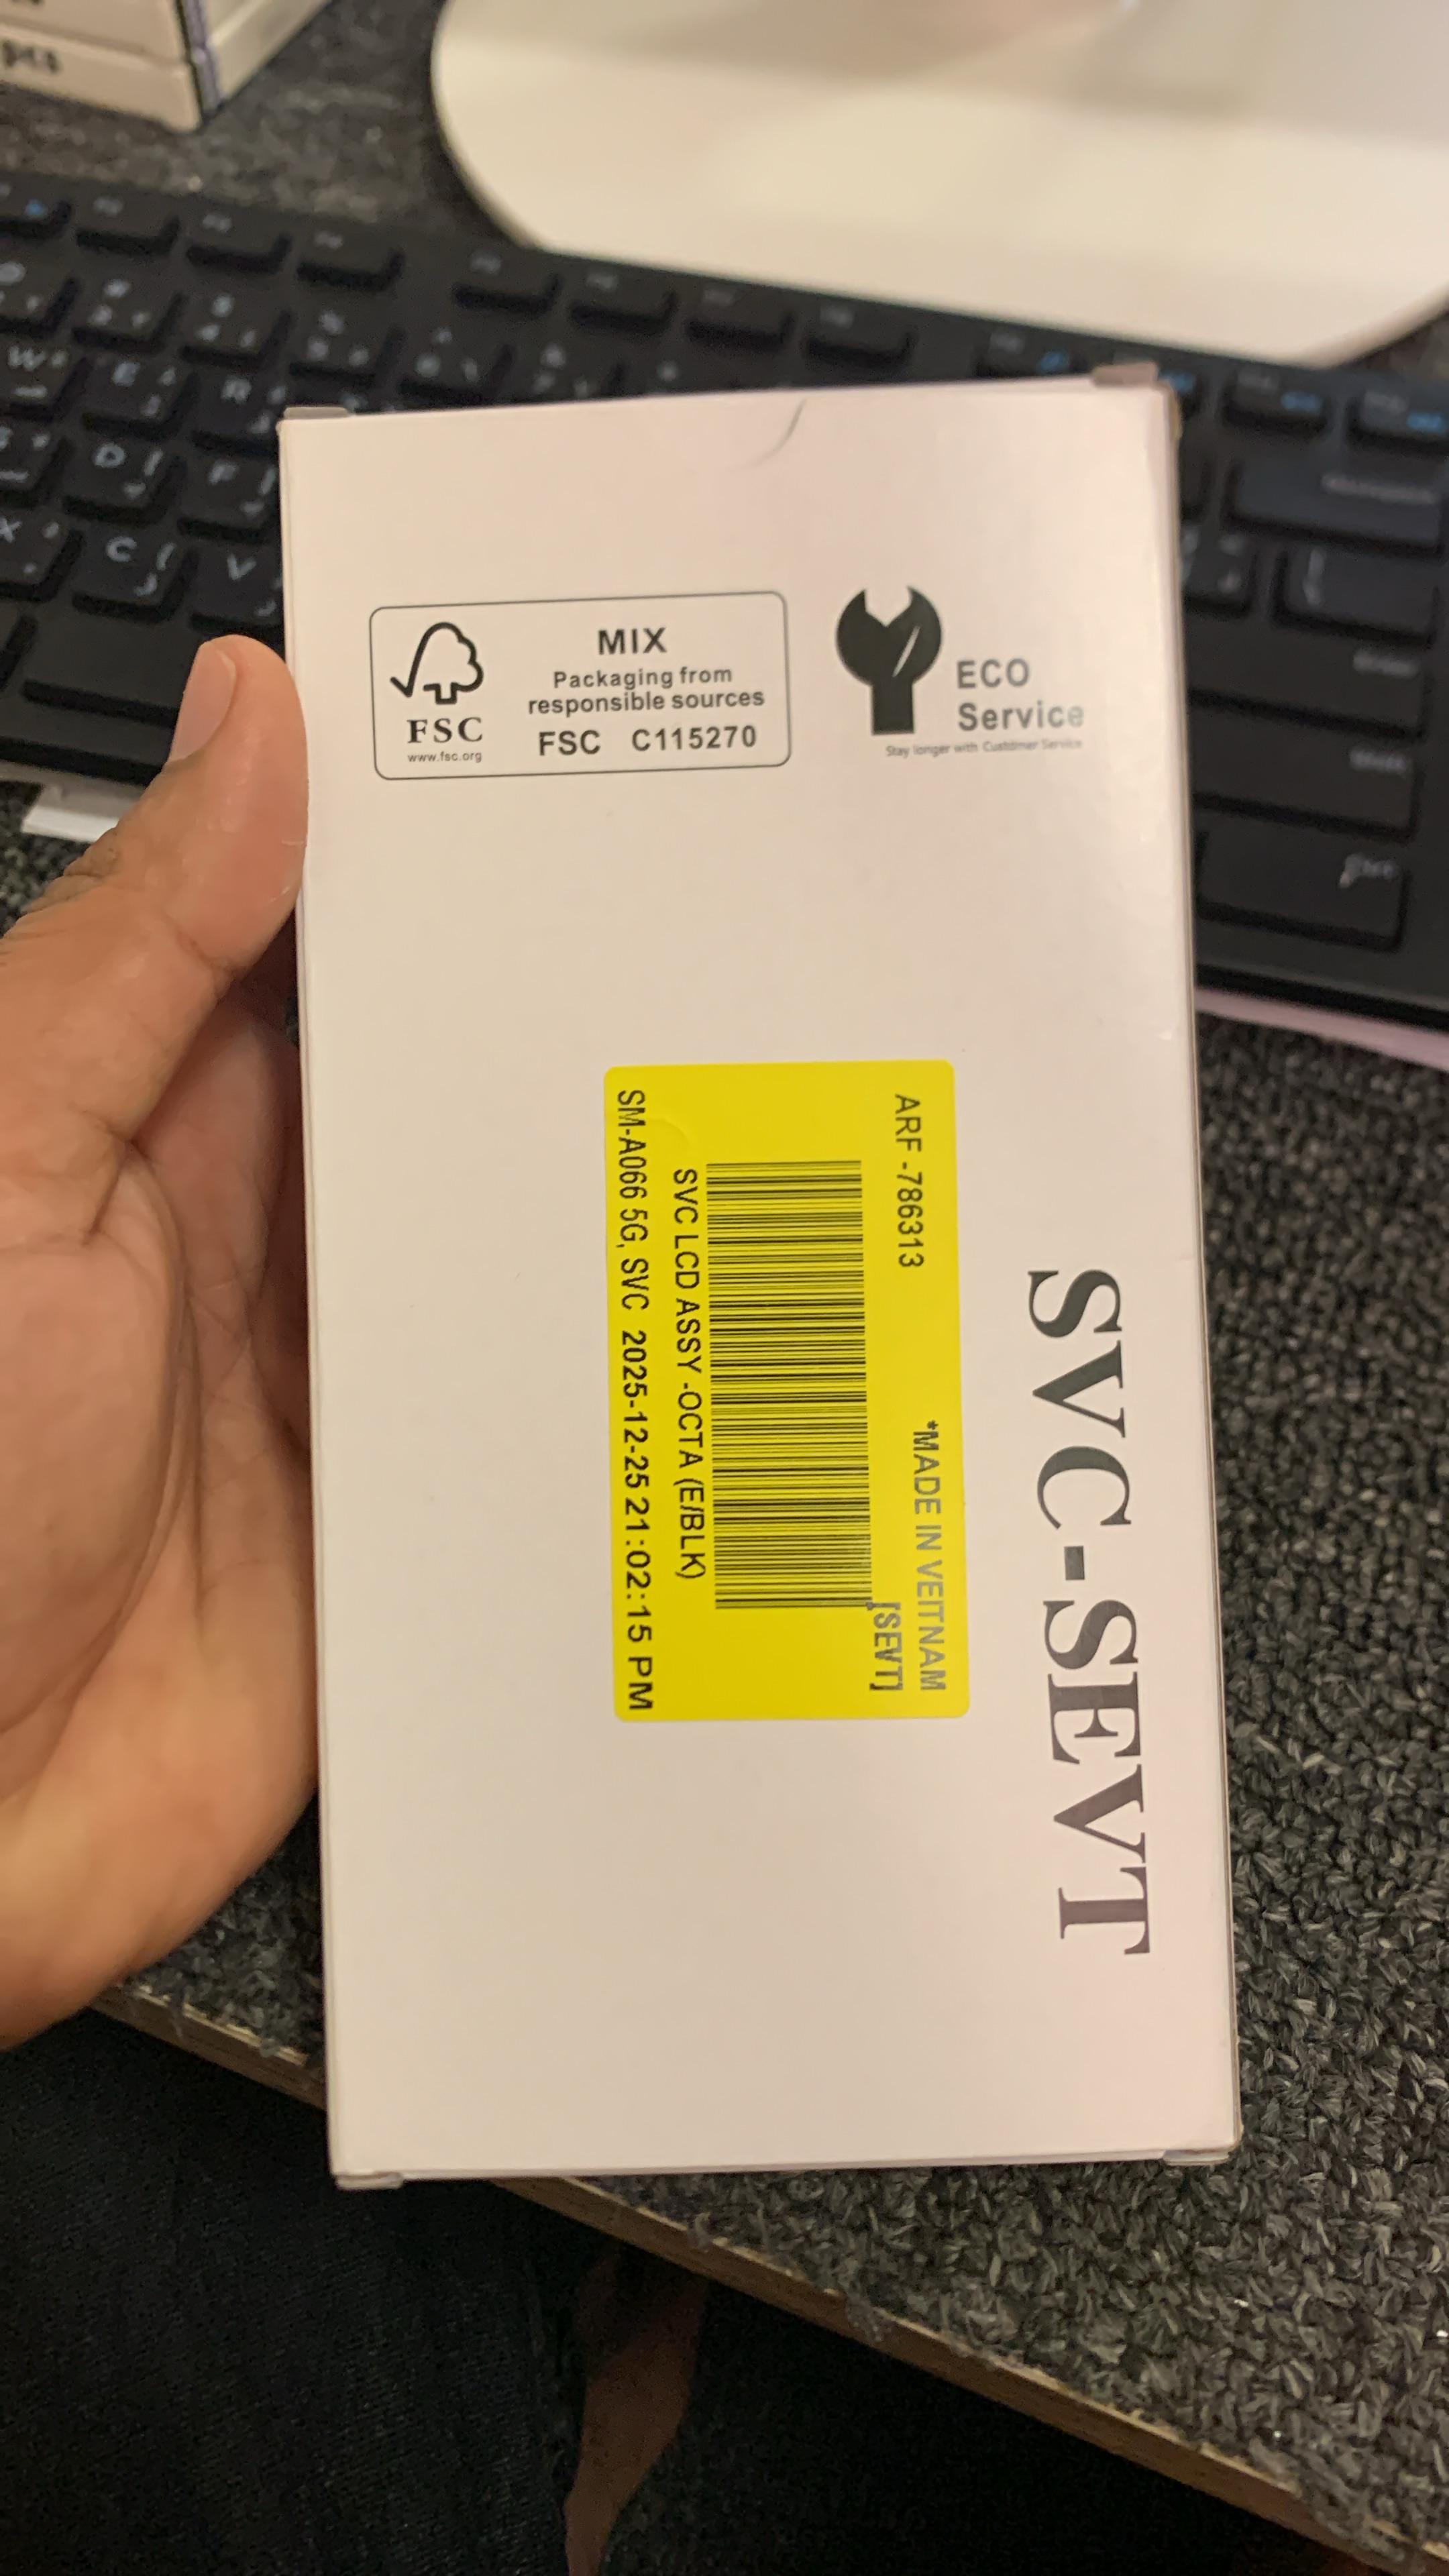 pcs
MIX
Packaging from
responsible sources
FSC C115270
FSC
www.fsc.org
ECO
Service
Stay longer with Customer Service
SVC-SEVT
ARF -786313
*MADE IN VEITNAM
[SEVT]
SVC LCD ASSY -OCTA (E/BLK)
SM-A066 5G, SVC 2025-12-25 21:02:15 PM
W
E
R
D
F
X
C
V